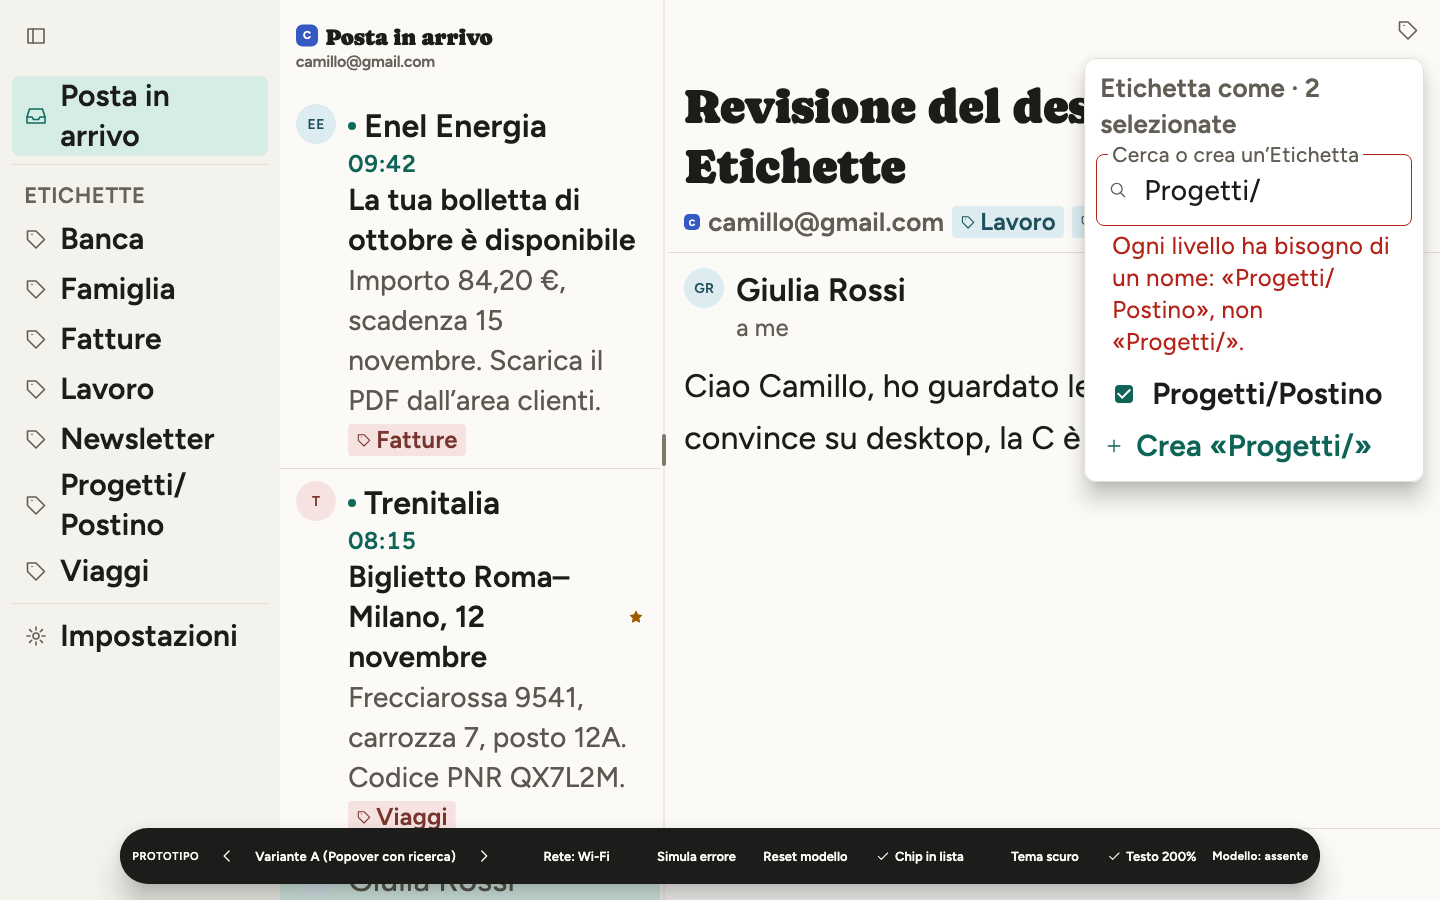 Posta in
arrivo
ETICHETTE
Banca
Famiglia
Fatture
Lavoro
Newsletter
Progetti/
Postino
Viaggi
Impostazioni
C Posta in arrivo
camillo@gmail.com
EE Enel Energia
09:42
La tua bolletta di
ottobre è disponibile
Importo 84,20 €,
scadenza 15
novembre. Scarica il
PDF dall’area clienti.
Fatture
T Trenitalia
08:15
Biglietto Roma–
Milano, 12
novembre
Frecciarossa 9541,
carrozza 7, posto 12A.
Codice PNR QX7L2M.
Viaggi
Giulia Rossi
Revisione del des
Etichette
C camillo@gmail.com Lavoro
GR Giulia Rossi
a me
Ciao Camillo, ho guardato le
convince su desktop, la C è
Etichetta come · 2
selezionate
Cerca o crea un’Etichetta
Progetti/
Ogni livello ha bisogno di
un nome: «Progetti/
Postino», non
«Progetti/».
Progetti/Postino
+ Crea «Progetti/»
PROTOTIPO Variante A (Popover con ricerca) Rete: Wi-Fi Simula errore Reset modello Chip in lista Tema scuro Testo 200% Modello: assente